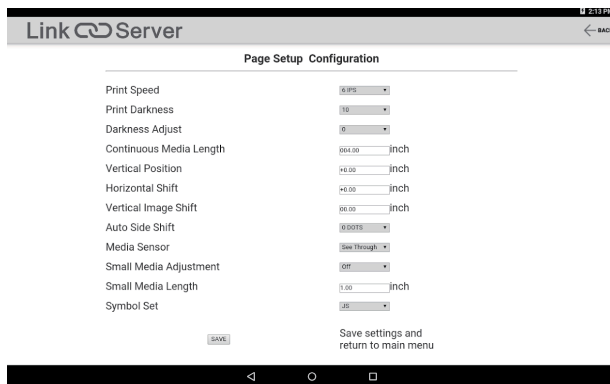 2:13 PM
Link Server
BACK
Page Setup Configuration
Print Speed 6 IPS
Print Darkness 10
Darkness Adjust 0
Continuous Media Length 004.00 inch
Vertical Position +0.00 inch
Horizontal Shift +0.00 inch
Vertical Image Shift 00.00 inch
Auto Side Shift 0 DOTS
Media Sensor See Through
Small Media Adjustment Off
Small Media Length 1.00 inch
Symbol Set JS
SAVE Save settings and
return to main menu